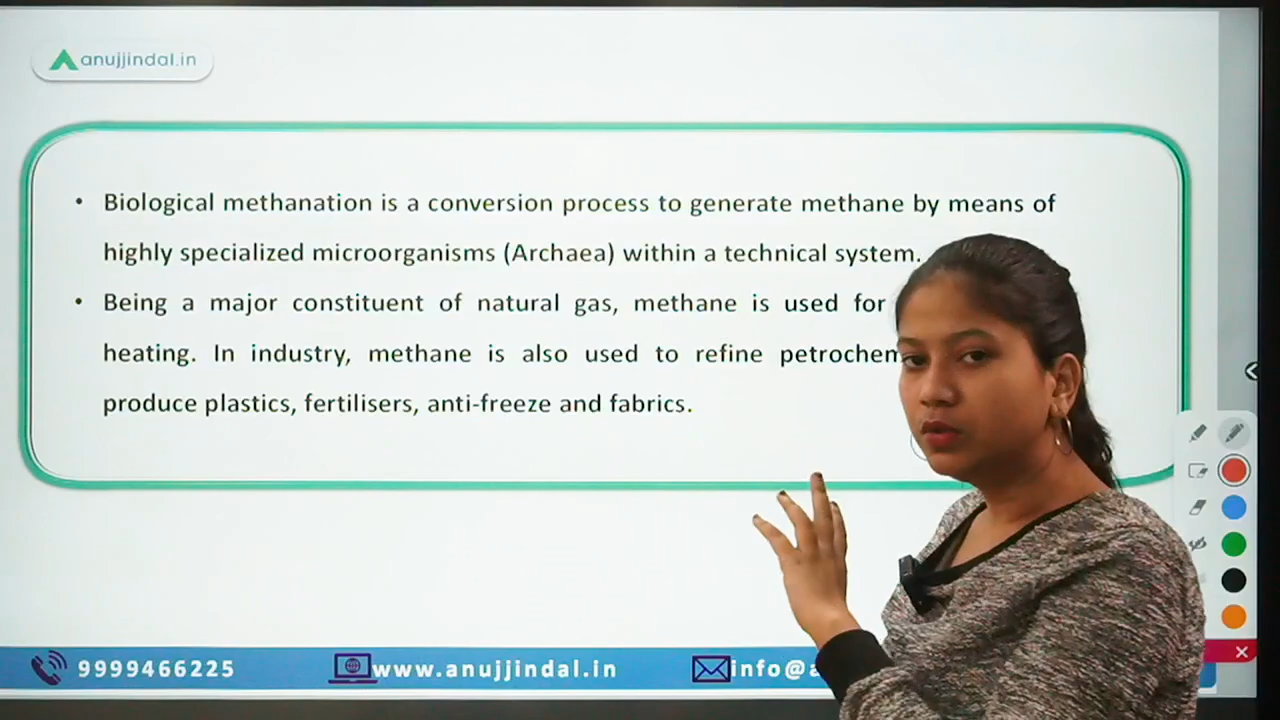 anujjindal.in
• Biological methanation is a conversion process to generate methane by means of
highly specialized microorganisms (Archaea) within a technical system.
• Being a major constituent of natural gas, methane is used for
heating. In industry, methane is also used to refine
produce plastics, fertilisers, anti-freeze and fabrics.
9999466225
www.anujjindal.in